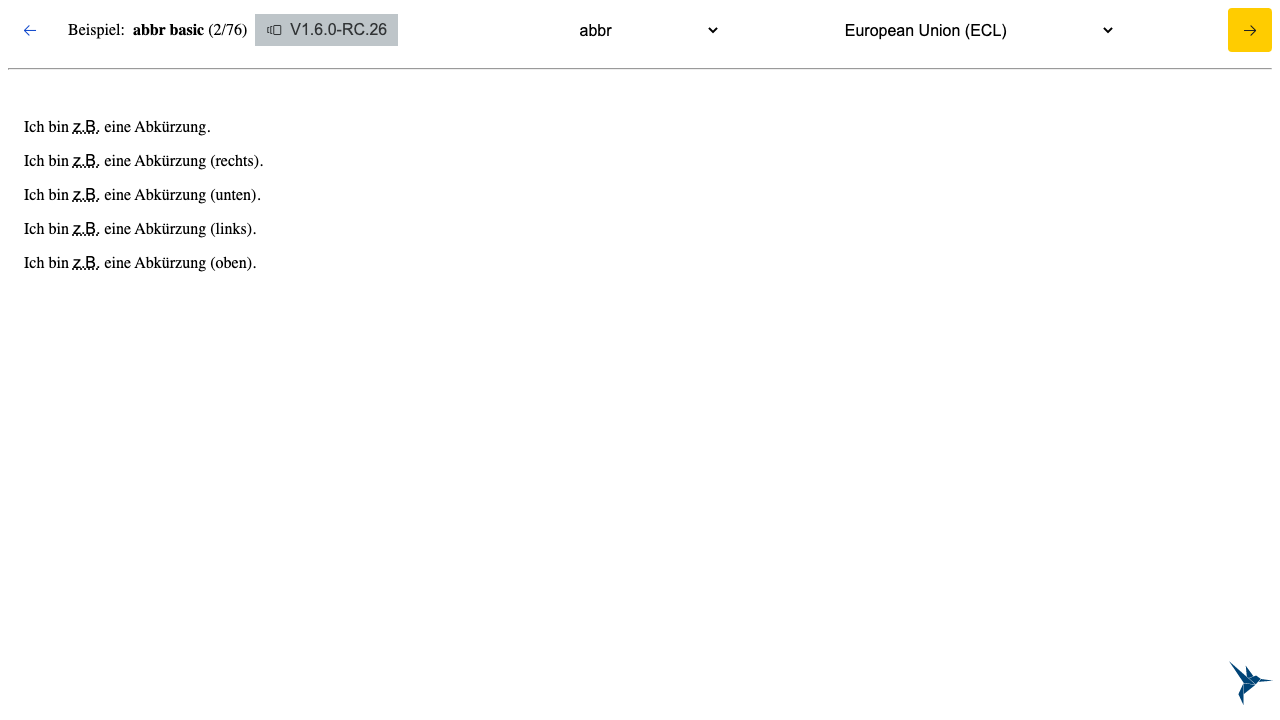 Beispiel: abbr basic (2/76) V1.6.0-RC.26 abbr European Union (ECL)
Ich bin z.B. eine Abkürzung.
Ich bin z.B. eine Abkürzung (rechts).
Ich bin z.B. eine Abkürzung (unten).
Ich bin z.B. eine Abkürzung (links).
Ich bin z.B. eine Abkürzung (oben).